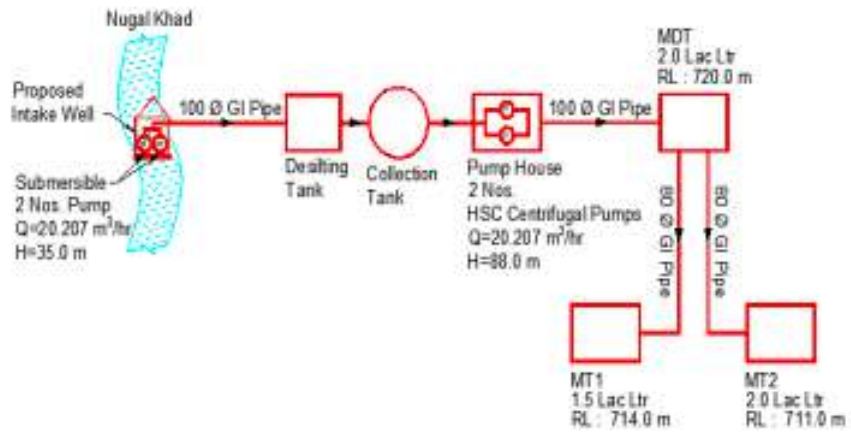 Nugal Khad
Proposed
Intake Well
Submersible
2 Nos. Pump
Q=20.207 m³/hr
H=35.0 m
100 Ø GI Pipe
Desilting
Tank
Collection
Tank
Pump House
2 Nos.
HSC Centrifugal Pumps
Q=20.207 m³/hr
H=88.0 m
100 Ø GI Pipe
MDT
2.0 Lac Ltr
RL : 720.0 m
80 Ø GI Pipe
80 Ø GI Pipe
MT1
1.5 Lac Ltr
RL : 714.0 m
MT2
2.0 Lac Ltr
RL : 711.0 m